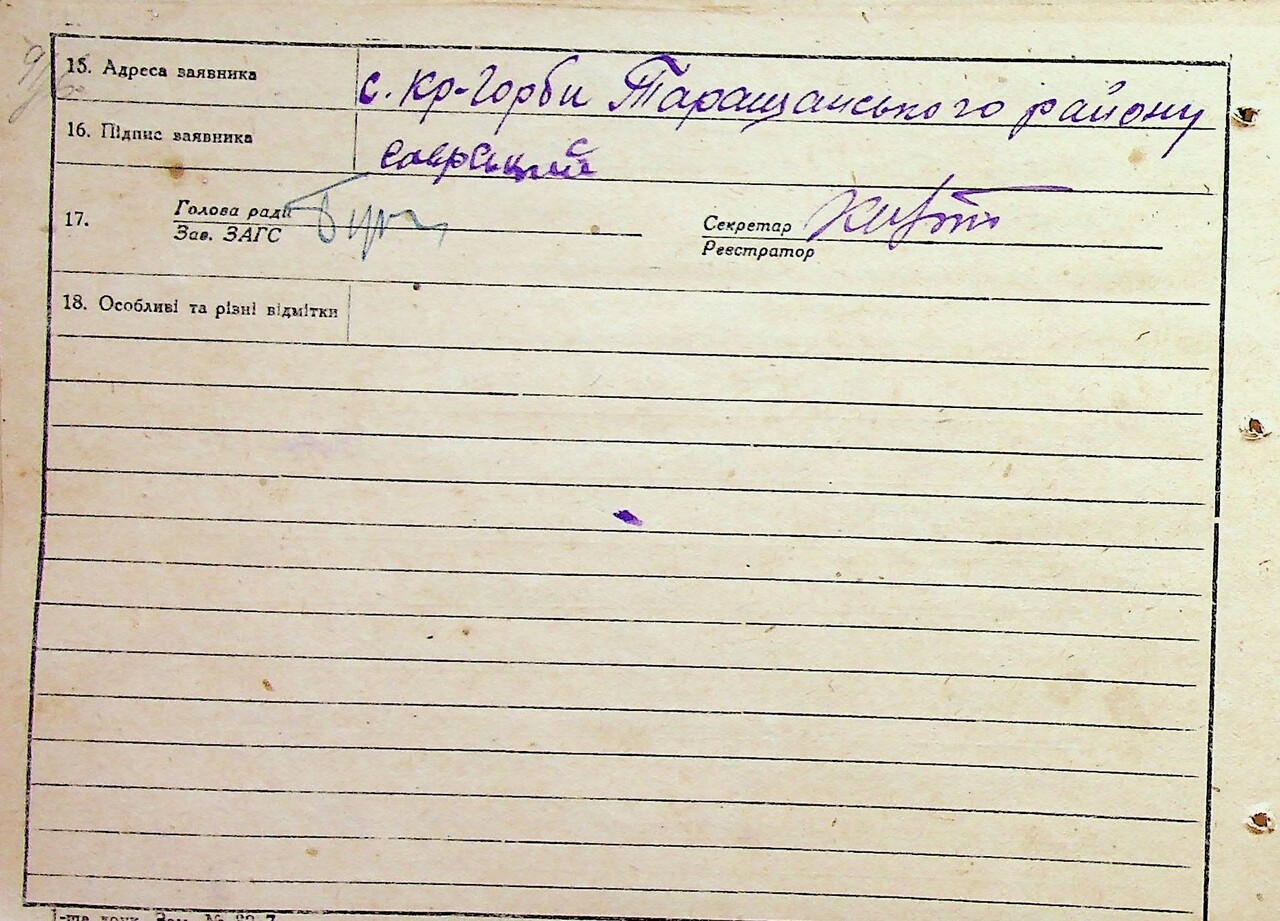 15. Адреса заявника с. Кр-Горби Таращанського району
16. Підпис заявника
17. Голова ради
Зав. ЗАГС
Секретар
Реєстратор
18. Особливі та різні відмітки